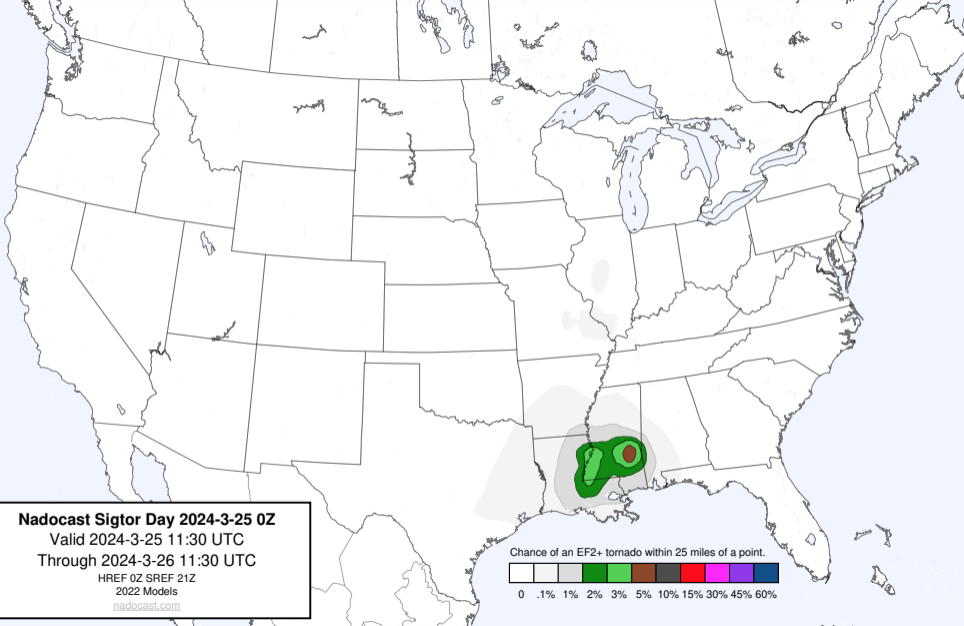 Nadocast Sigtor Day 2024-3-25 0Z
Valid 2024-3-25 11:30 UTC
Through 2024-3-26 11:30 UTC
HREF 0Z SREF 21Z
2022 Models
nadocast.com
Chance of an EF2+ tornado within 25 miles of a point.
0 .1% 1% 2% 3% 5% 10% 15% 30% 45% 60%